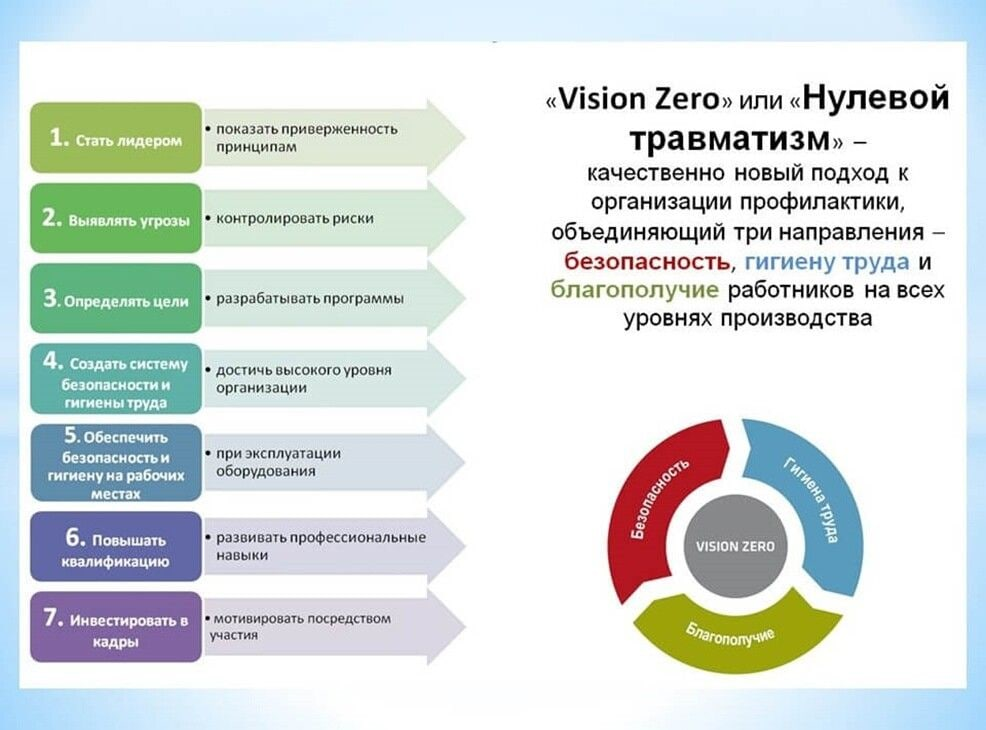 1. Стать лидером
• показать приверженность
принципам
2. Выявлять угрозы
• контролировать риски
3. Определять цели
• разрабатывать программы
4. Создать систему
безопасности и
гигиены труда
• достичь высокого уровня
организации
5. Обеспечить
безопасность и
гигиену на рабочих
местах
• при эксплуатации
оборудования
6. Повышать
квалификацию
• развивать профессиональные
навыки
7. Инвестировать в
кадры
• мотивировать посредством
участия
«Vision Zero» или «Нулевой
травматизм» –
качественно новый подход к
организации профилактики,
объединяющий три направления –
безопасность, гигиену труда и
благополучие работников на всех
уровнях производства
Безопасность
Гигиена труда
VISION ZERO
Благополучие